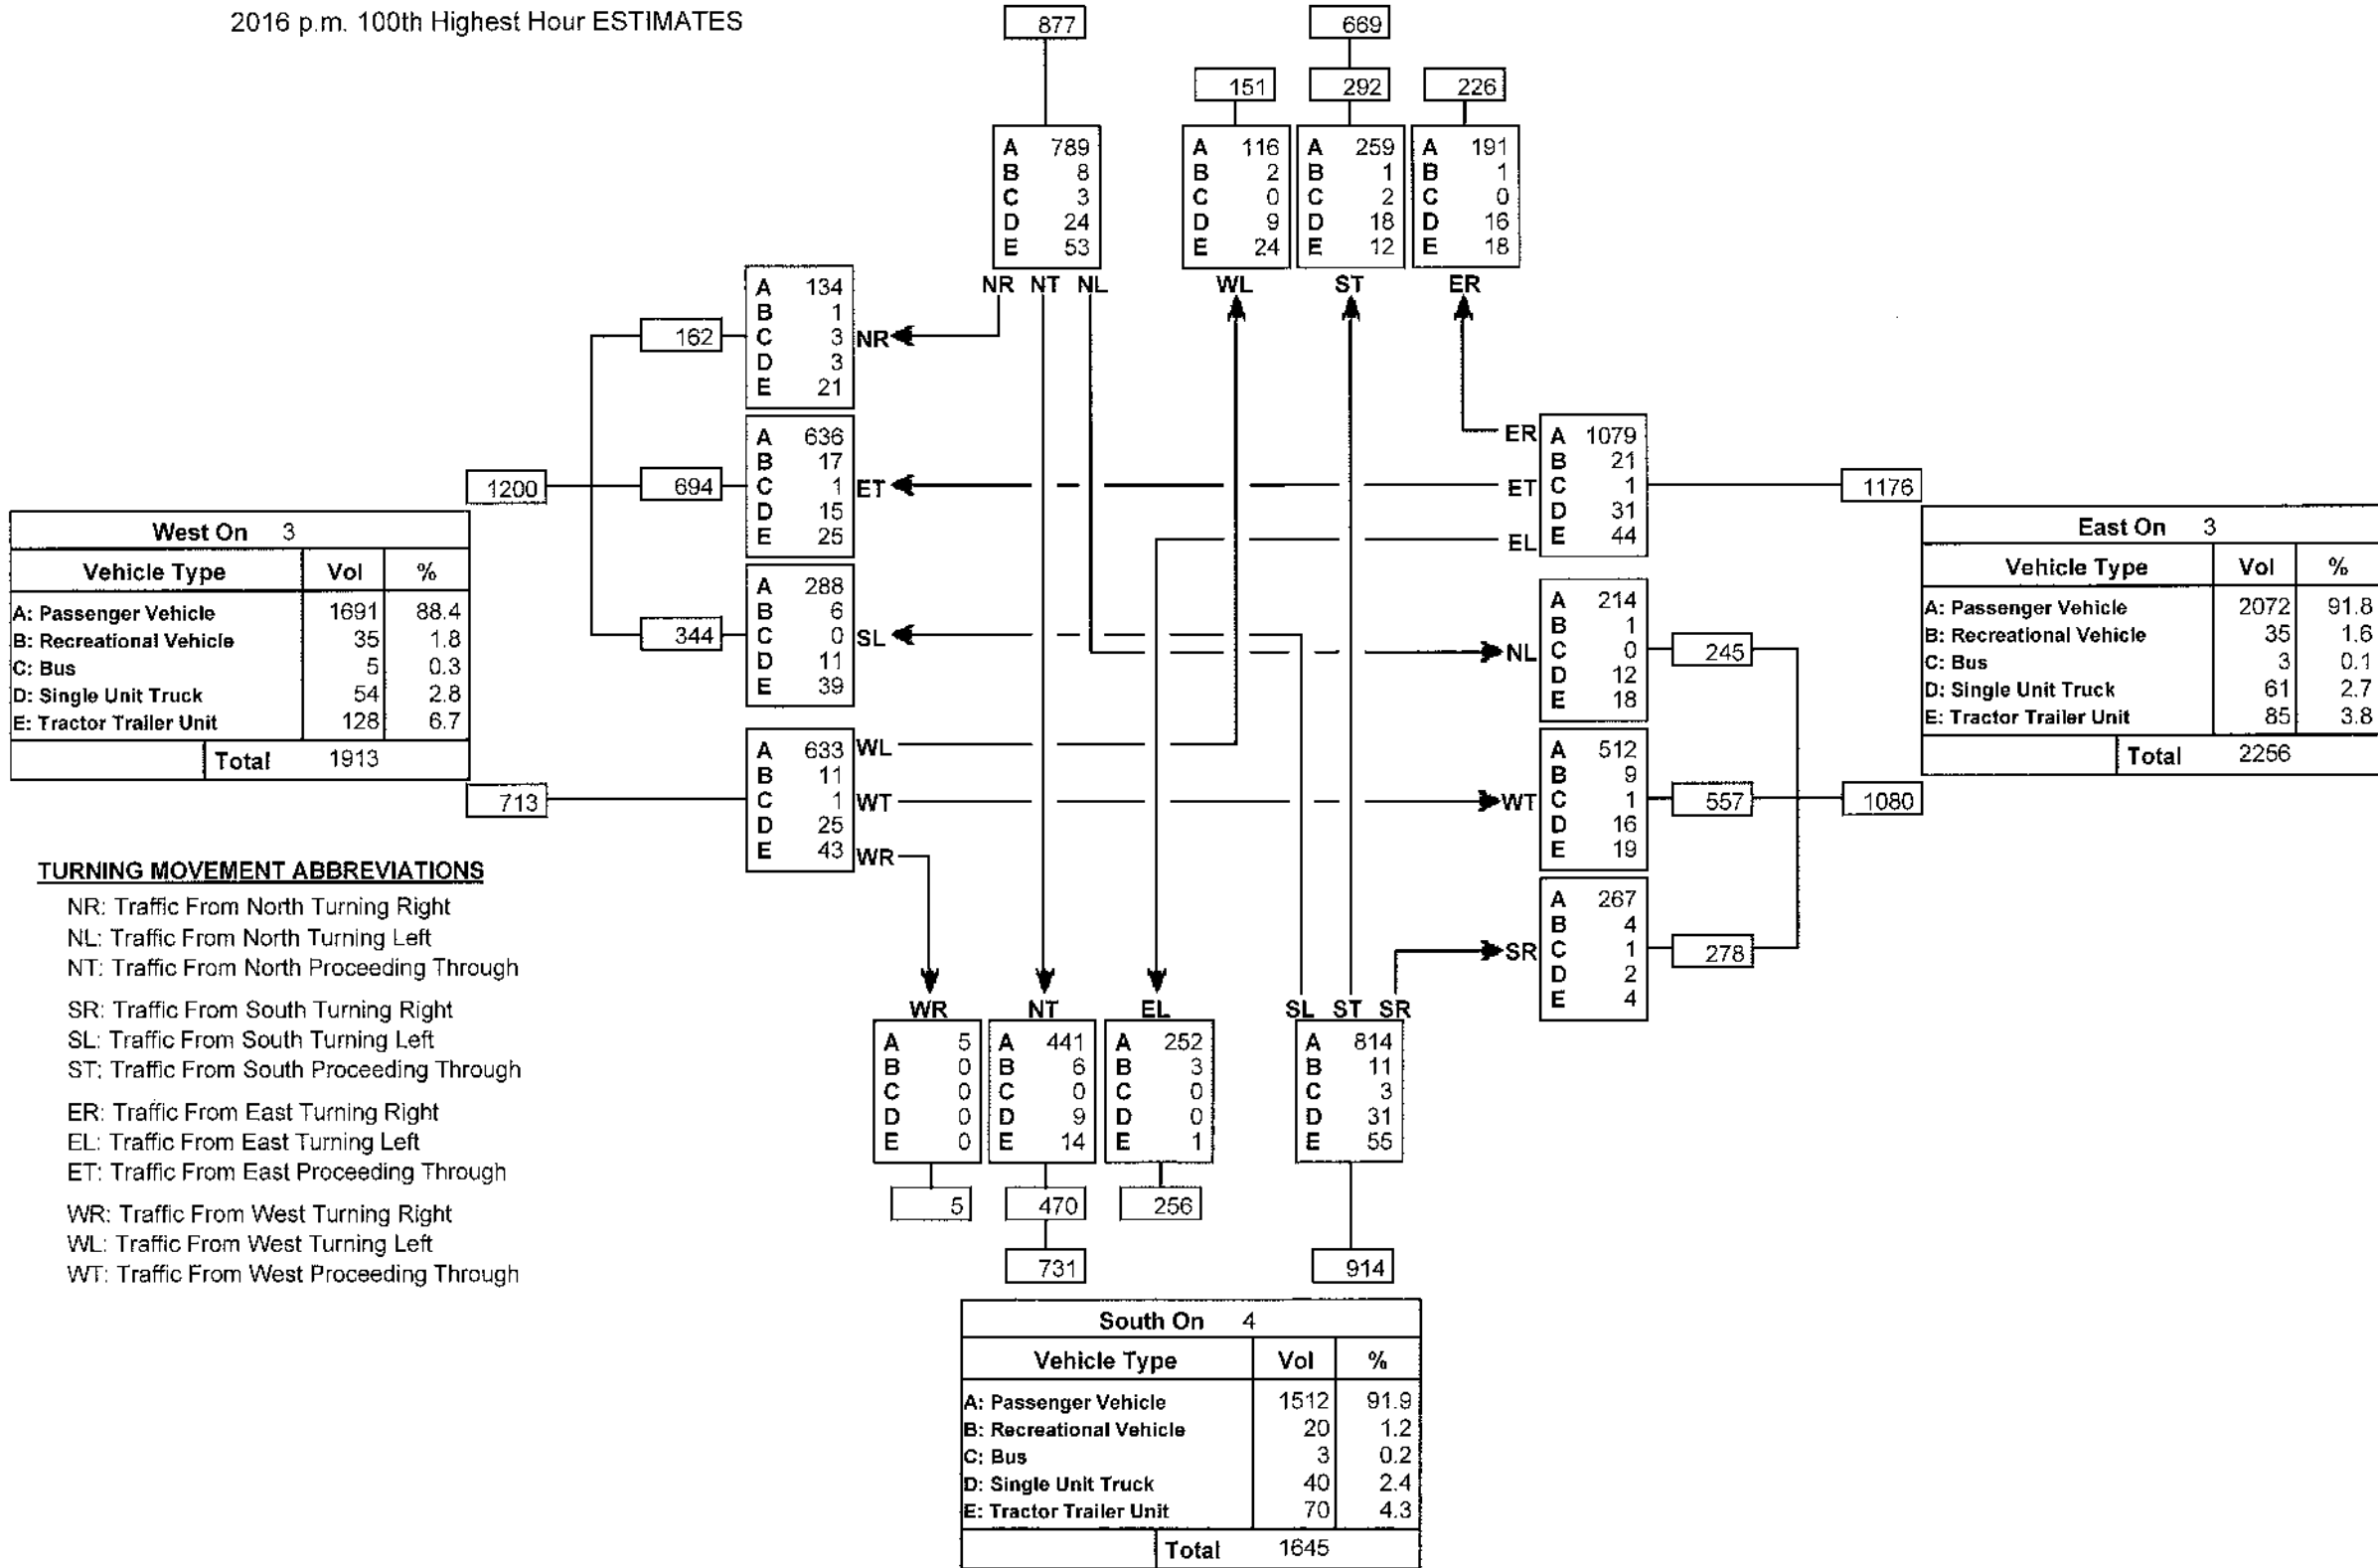 2016 p.m. 100th Highest Hour ESTIMATES
877
669
151
292
226
A 789
B 8
C 3
D 24
E 53
A 116
B 2
C 0
D 9
E 24
A 259
B 1
C 2
D 18
E 12
A 191
B 1
C 0
D 16
E 18
NR NT NL
WL
ST
ER
162
A 134
B 1
C 3
D 3
E 21
NR
1200
694
A 636
B 17
C 1
D 15
E 25
ET
344
A 288
B 6
C 0
D 11
E 39
SL
ER
ET
EL
A 1079
B 21
C 1
D 31
E 44
1176
West On 3
Vehicle Type Vol %
A: Passenger Vehicle 1691 88.4
B: Recreational Vehicle 35 1.8
C: Bus 5 0.3
D: Single Unit Truck 54 2.8
E: Tractor Trailer Unit 128 6.7
Total 1913
East On 3
Vehicle Type Vol %
A: Passenger Vehicle 2072 91.8
B: Recreational Vehicle 35 1.6
C: Bus 3 0.1
D: Single Unit Truck 61 2.7
E: Tractor Trailer Unit 85 3.8
Total 2256
NL
A 214
B 1
C 0
D 12
E 18
245
713
A 633
B 11
C 1
D 25
E 43
WL
WT
WR
WT
A 512
B 9
C 1
D 16
E 19
557
1080
SR
A 267
B 4
C 1
D 2
E 4
278
TURNING MOVEMENT ABBREVIATIONS
NR: Traffic From North Turning Right
NL: Traffic From North Turning Left
NT: Traffic From North Proceeding Through
SR: Traffic From South Turning Right
SL: Traffic From South Turning Left
ST: Traffic From South Proceeding Through
ER: Traffic From East Turning Right
EL: Traffic From East Turning Left
ET: Traffic From East Proceeding Through
WR: Traffic From West Turning Right
WL: Traffic From West Turning Left
WT: Traffic From West Proceeding Through
WR
NT
EL
SL ST SR
A 5
B 0
C 0
D 0
E 0
A 441
B 6
C 0
D 9
E 14
A 252
B 3
C 0
D 0
E 1
A 814
B 11
C 3
D 31
E 55
5
470
256
731
914
South On 4
Vehicle Type Vol %
A: Passenger Vehicle 1512 91.9
B: Recreational Vehicle 20 1.2
C: Bus 3 0.2
D: Single Unit Truck 40 2.4
E: Tractor Trailer Unit 70 4.3
Total 1645